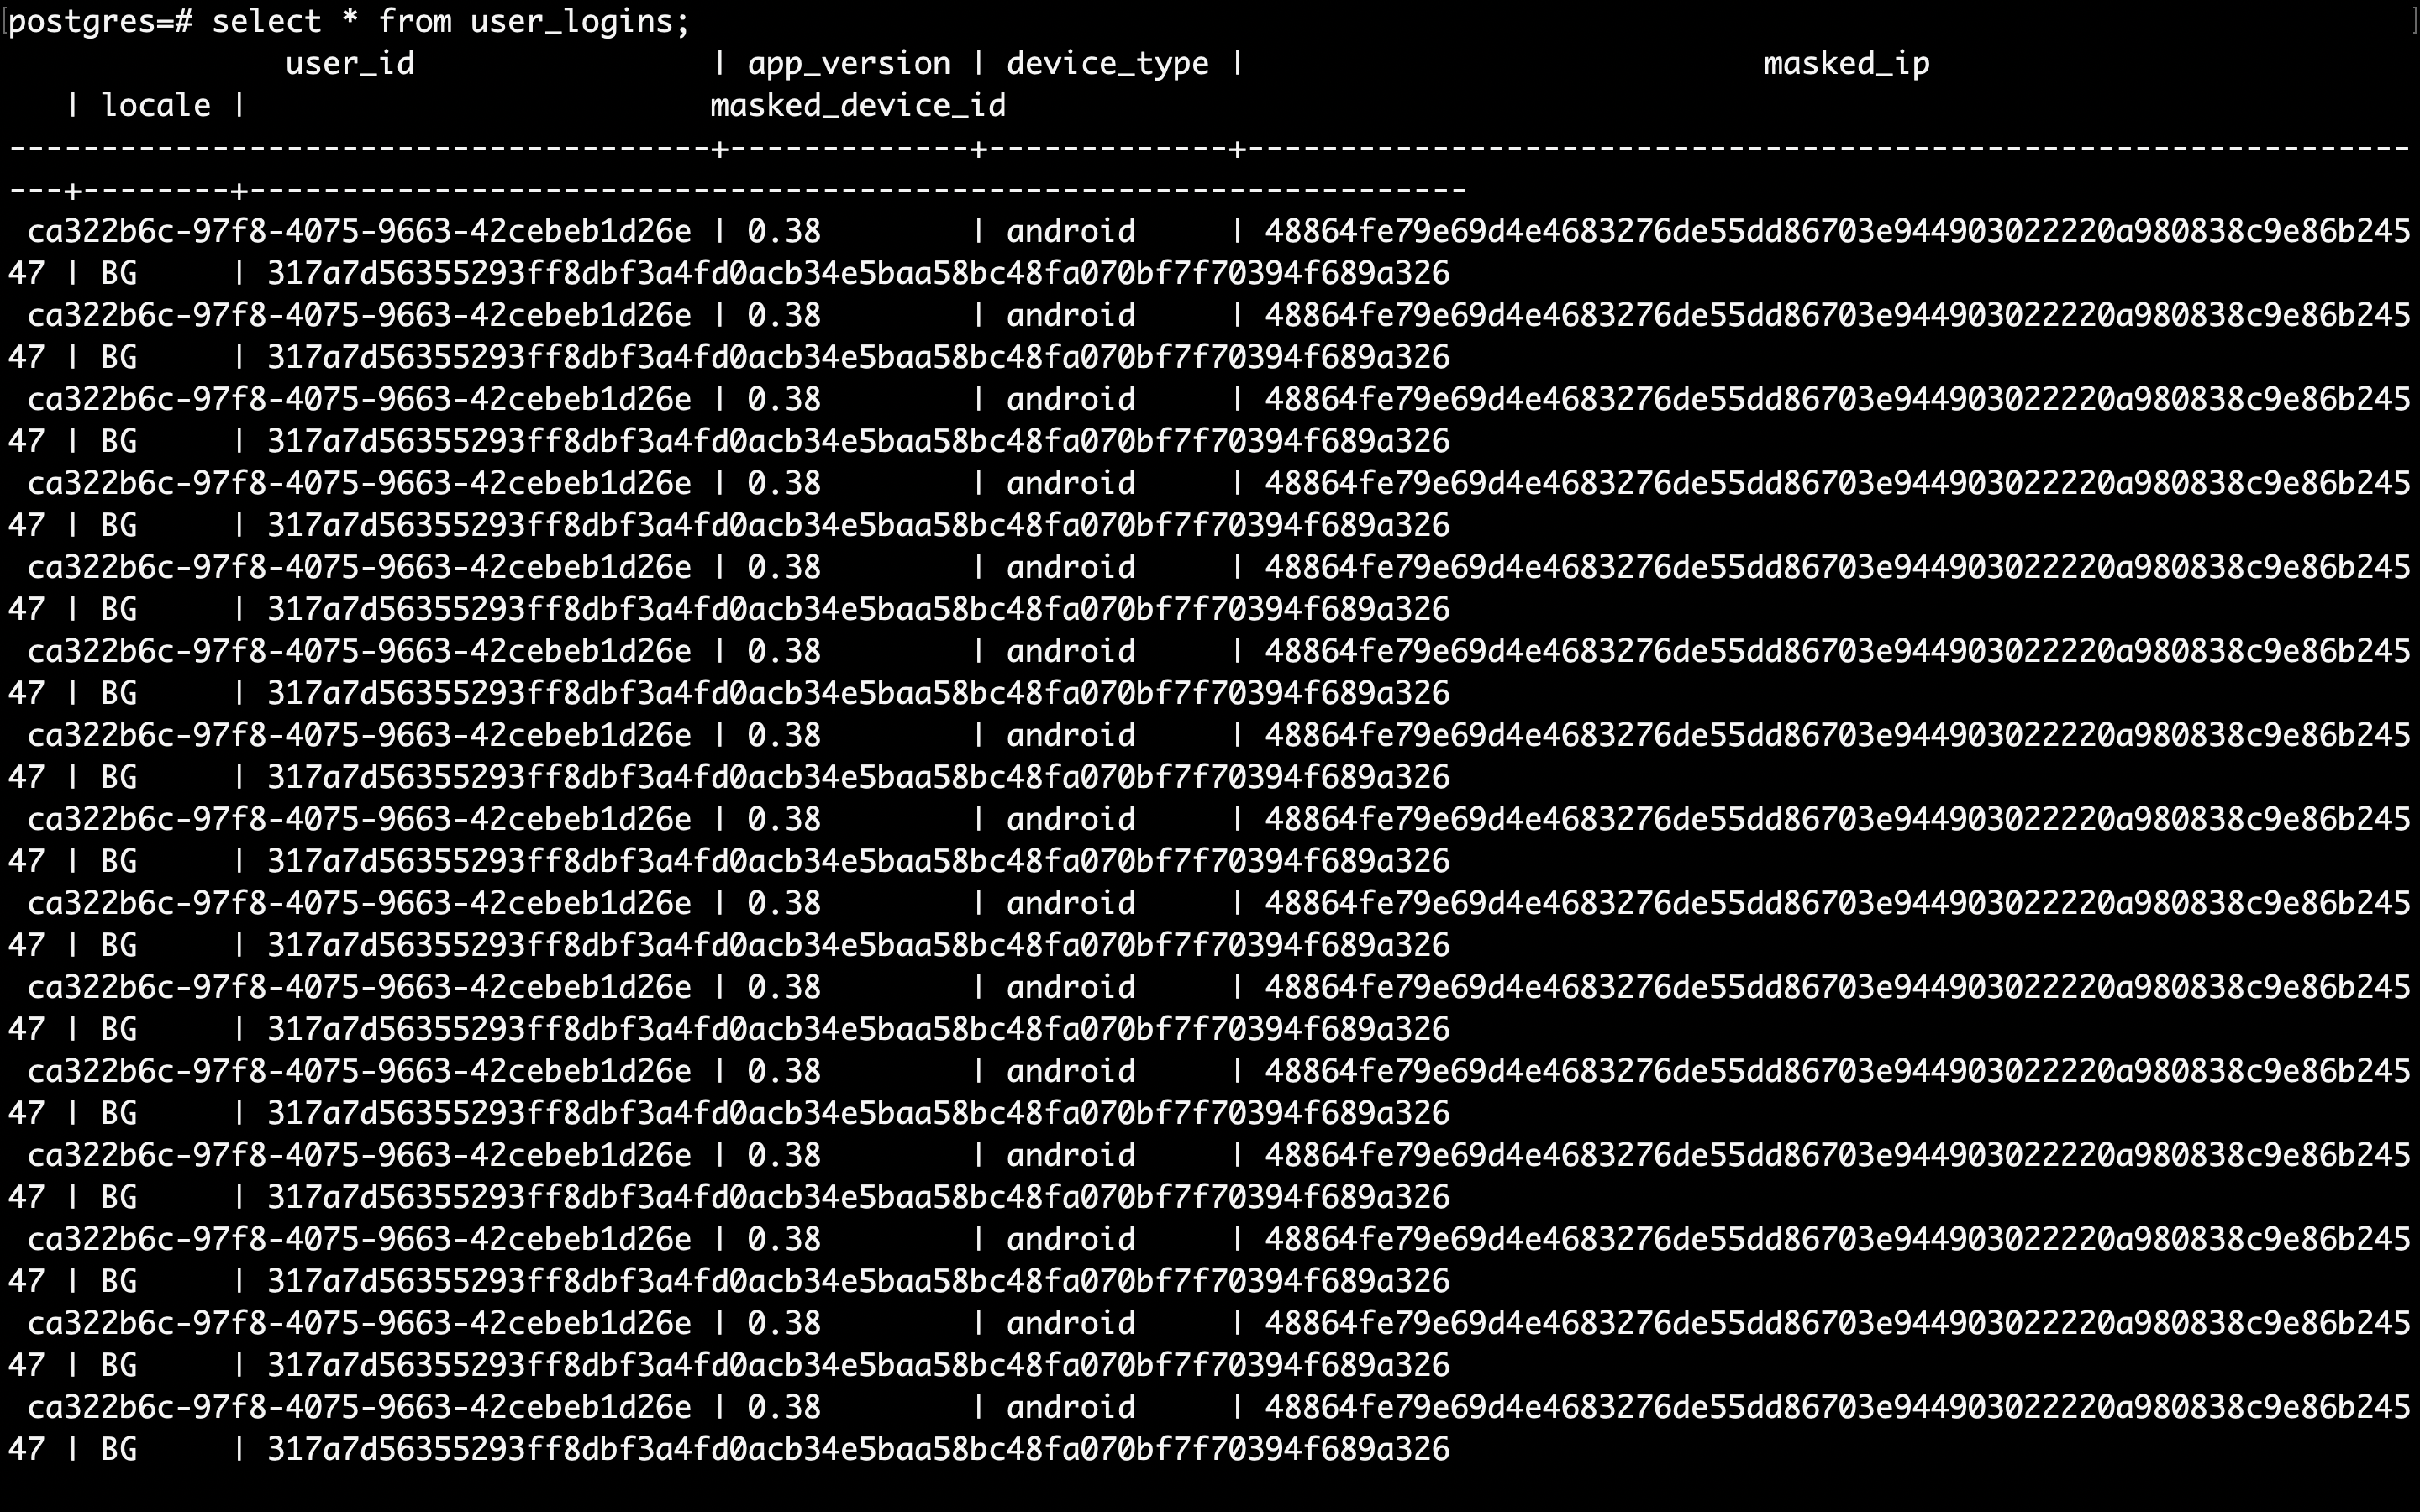 postgres=# select * from user_logins;
user_id | app_version | device_type | masked_ip
| locale | masked_device_id
-------------------------------------+-------------+-------------+---------------------------------------------------------------
---+--------+------------------------------------------------------------------
ca322b6c-97f8-4075-9663-42cebeb1d26e | 0.38 | android | 48864fe79e69d4e4683276de55dd86703e944903022220a980838c9e86b245
47 | BG | 317a7d56355293ff8dbf3a4fd0acb34e5baa58bc48fa070bf7f70394f689a326
ca322b6c-97f8-4075-9663-42cebeb1d26e | 0.38 | android | 48864fe79e69d4e4683276de55dd86703e944903022220a980838c9e86b245
47 | BG | 317a7d56355293ff8dbf3a4fd0acb34e5baa58bc48fa070bf7f70394f689a326
ca322b6c-97f8-4075-9663-42cebeb1d26e | 0.38 | android | 48864fe79e69d4e4683276de55dd86703e944903022220a980838c9e86b245
47 | BG | 317a7d56355293ff8dbf3a4fd0acb34e5baa58bc48fa070bf7f70394f689a326
ca322b6c-97f8-4075-9663-42cebeb1d26e | 0.38 | android | 48864fe79e69d4e4683276de55dd86703e944903022220a980838c9e86b245
47 | BG | 317a7d56355293ff8dbf3a4fd0acb34e5baa58bc48fa070bf7f70394f689a326
ca322b6c-97f8-4075-9663-42cebeb1d26e | 0.38 | android | 48864fe79e69d4e4683276de55dd86703e944903022220a980838c9e86b245
47 | BG | 317a7d56355293ff8dbf3a4fd0acb34e5baa58bc48fa070bf7f70394f689a326
ca322b6c-97f8-4075-9663-42cebeb1d26e | 0.38 | android | 48864fe79e69d4e4683276de55dd86703e944903022220a980838c9e86b245
47 | BG | 317a7d56355293ff8dbf3a4fd0acb34e5baa58bc48fa070bf7f70394f689a326
ca322b6c-97f8-4075-9663-42cebeb1d26e | 0.38 | android | 48864fe79e69d4e4683276de55dd86703e944903022220a980838c9e86b245
47 | BG | 317a7d56355293ff8dbf3a4fd0acb34e5baa58bc48fa070bf7f70394f689a326
ca322b6c-97f8-4075-9663-42cebeb1d26e | 0.38 | android | 48864fe79e69d4e4683276de55dd86703e944903022220a980838c9e86b245
47 | BG | 317a7d56355293ff8dbf3a4fd0acb34e5baa58bc48fa070bf7f70394f689a326
ca322b6c-97f8-4075-9663-42cebeb1d26e | 0.38 | android | 48864fe79e69d4e4683276de55dd86703e944903022220a980838c9e86b245
47 | BG | 317a7d56355293ff8dbf3a4fd0acb34e5baa58bc48fa070bf7f70394f689a326
ca322b6c-97f8-4075-9663-42cebeb1d26e | 0.38 | android | 48864fe79e69d4e4683276de55dd86703e944903022220a980838c9e86b245
47 | BG | 317a7d56355293ff8dbf3a4fd0acb34e5baa58bc48fa070bf7f70394f689a326
ca322b6c-97f8-4075-9663-42cebeb1d26e | 0.38 | android | 48864fe79e69d4e4683276de55dd86703e944903022220a980838c9e86b245
47 | BG | 317a7d56355293ff8dbf3a4fd0acb34e5baa58bc48fa070bf7f70394f689a326
ca322b6c-97f8-4075-9663-42cebeb1d26e | 0.38 | android | 48864fe79e69d4e4683276de55dd86703e944903022220a980838c9e86b245
47 | BG | 317a7d56355293ff8dbf3a4fd0acb34e5baa58bc48fa070bf7f70394f689a326
ca322b6c-97f8-4075-9663-42cebeb1d26e | 0.38 | android | 48864fe79e69d4e4683276de55dd86703e944903022220a980838c9e86b245
47 | BG | 317a7d56355293ff8dbf3a4fd0acb34e5baa58bc48fa070bf7f70394f689a326
ca322b6c-97f8-4075-9663-42cebeb1d26e | 0.38 | android | 48864fe79e69d4e4683276de55dd86703e944903022220a980838c9e86b245
47 | BG | 317a7d56355293ff8dbf3a4fd0acb34e5baa58bc48fa070bf7f70394f689a326
ca322b6c-97f8-4075-9663-42cebeb1d26e | 0.38 | android | 48864fe79e69d4e4683276de55dd86703e944903022220a980838c9e86b245
47 | BG | 317a7d56355293ff8dbf3a4fd0acb34e5baa58bc48fa070bf7f70394f689a326